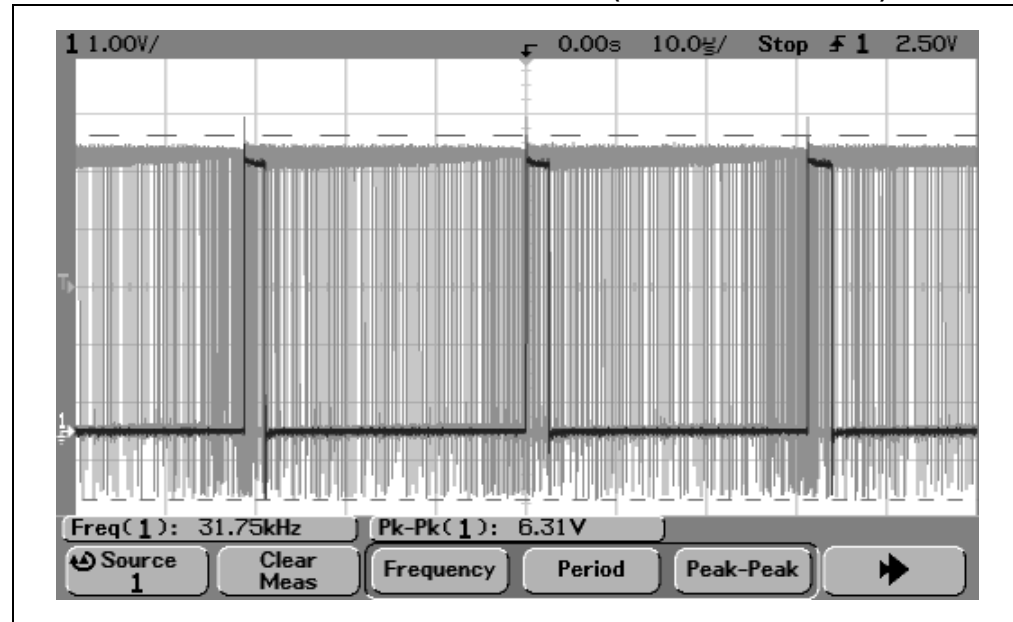 1 1.00V/ 0.00s 10.0µs/ Stop 1 2.50V
T
1
Freq(1): 31.75kHz Pk-Pk(1): 6.31V
Source 1 Clear Meas Frequency Period Peak-Peak